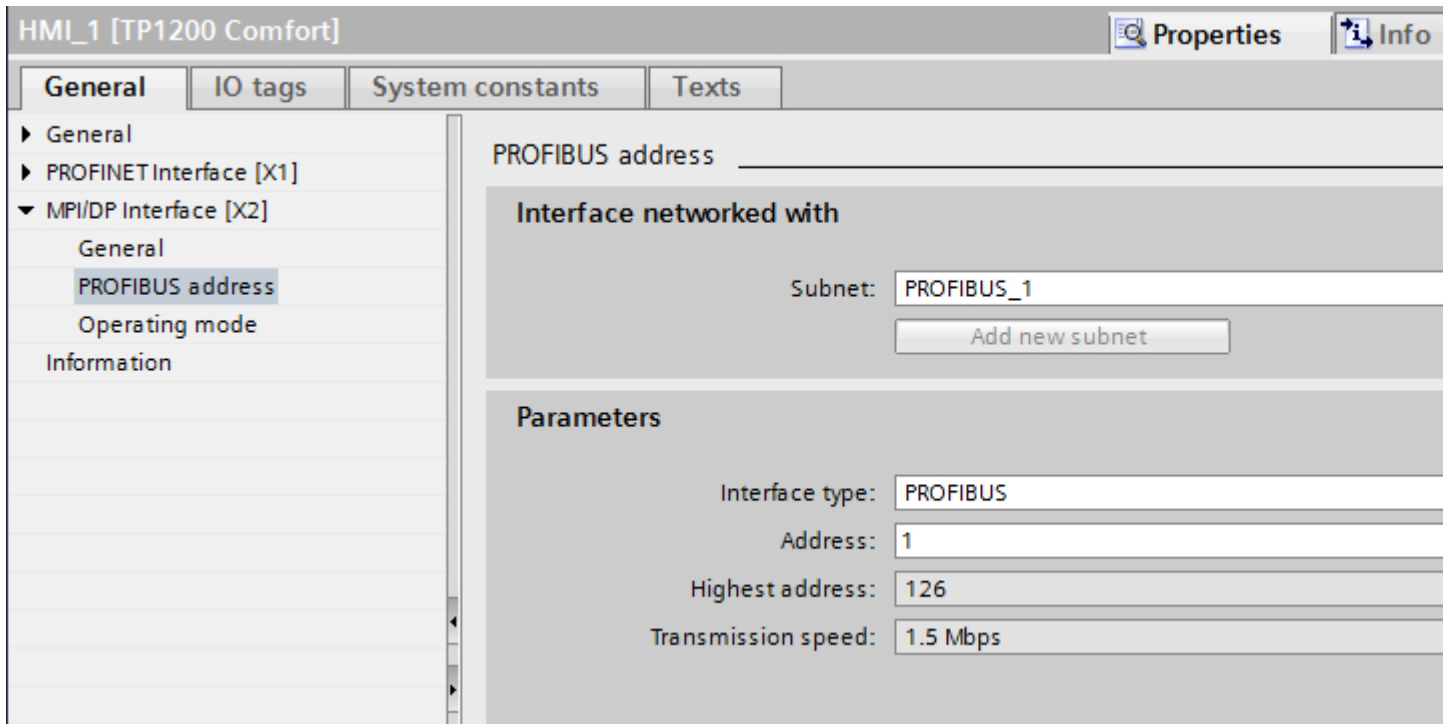 HMI_1 [TP1200 Comfort]
Properties
Info
General
IO tags
System constants
Texts
General
PROFINET Interface [X1]
MPI/DP Interface [X2]
General
PROFIBUS address
Operating mode
Information
PROFIBUS address
Interface networked with
Subnet: PROFIBUS_1
Add new subnet
Parameters
Interface type: PROFIBUS
Address: 1
Highest address: 126
Transmission speed: 1.5 Mbps